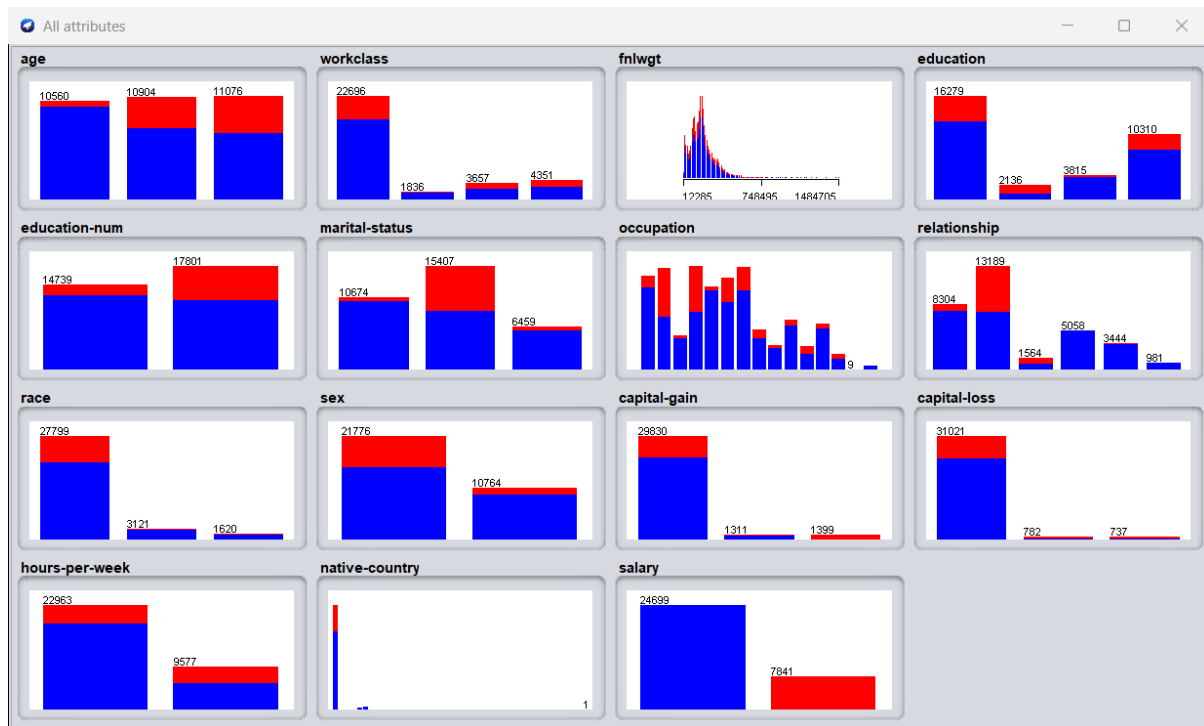 All attributes
age
workclass
fnlwgt
education
10560
10904
11076
22696
1836
3657
4351
12285
748495
1484705
16279
2136
3815
10310
education-num
marital-status
occupation
relationship
14739
17801
10674
15407
6459
9
8304
13189
1564
5058
3444
981
race
sex
capital-gain
capital-loss
27799
3121
1620
21776
10764
29830
1311
1399
31021
782
737
hours-per-week
native-country
salary
22963
9577
1
24699
7841